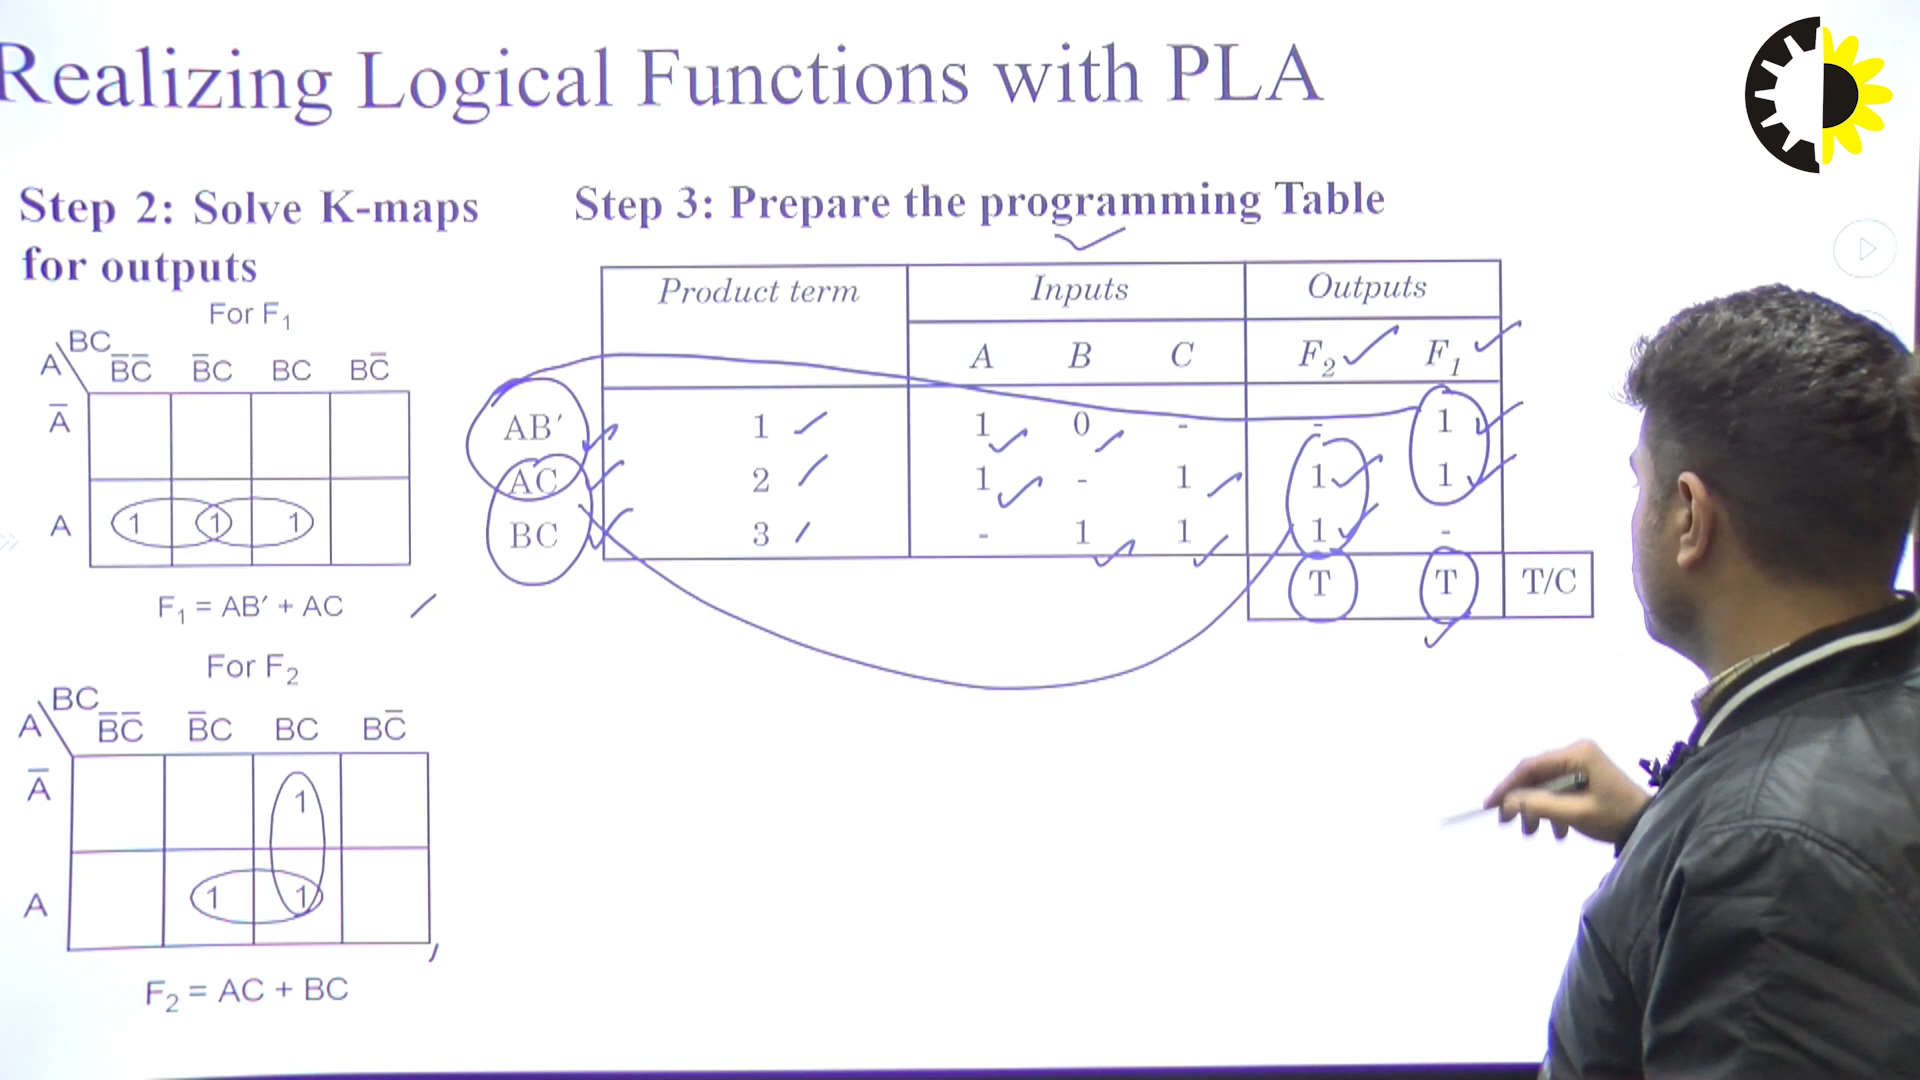 Realizing Logical Functions with PLA
Step 2: Solve K-maps
for outputs
Step 3: Prepare the programming Table
For F₁
A\BC B̅C̅ B̅C BC BC̅
A̅
A 1 1 1
F₁ = AB′ + AC
For F₂
A\BC B̅C̅ B̅C BC BC̅
A̅ 1
A 1 1
F₂ = AC + BC
Product term Inputs Outputs
A B C F₂ F₁
AB′ 1 1 0 - - 1
AC 2 1 - 1 1 1
BC 3 - 1 1 1 -
T T T/C